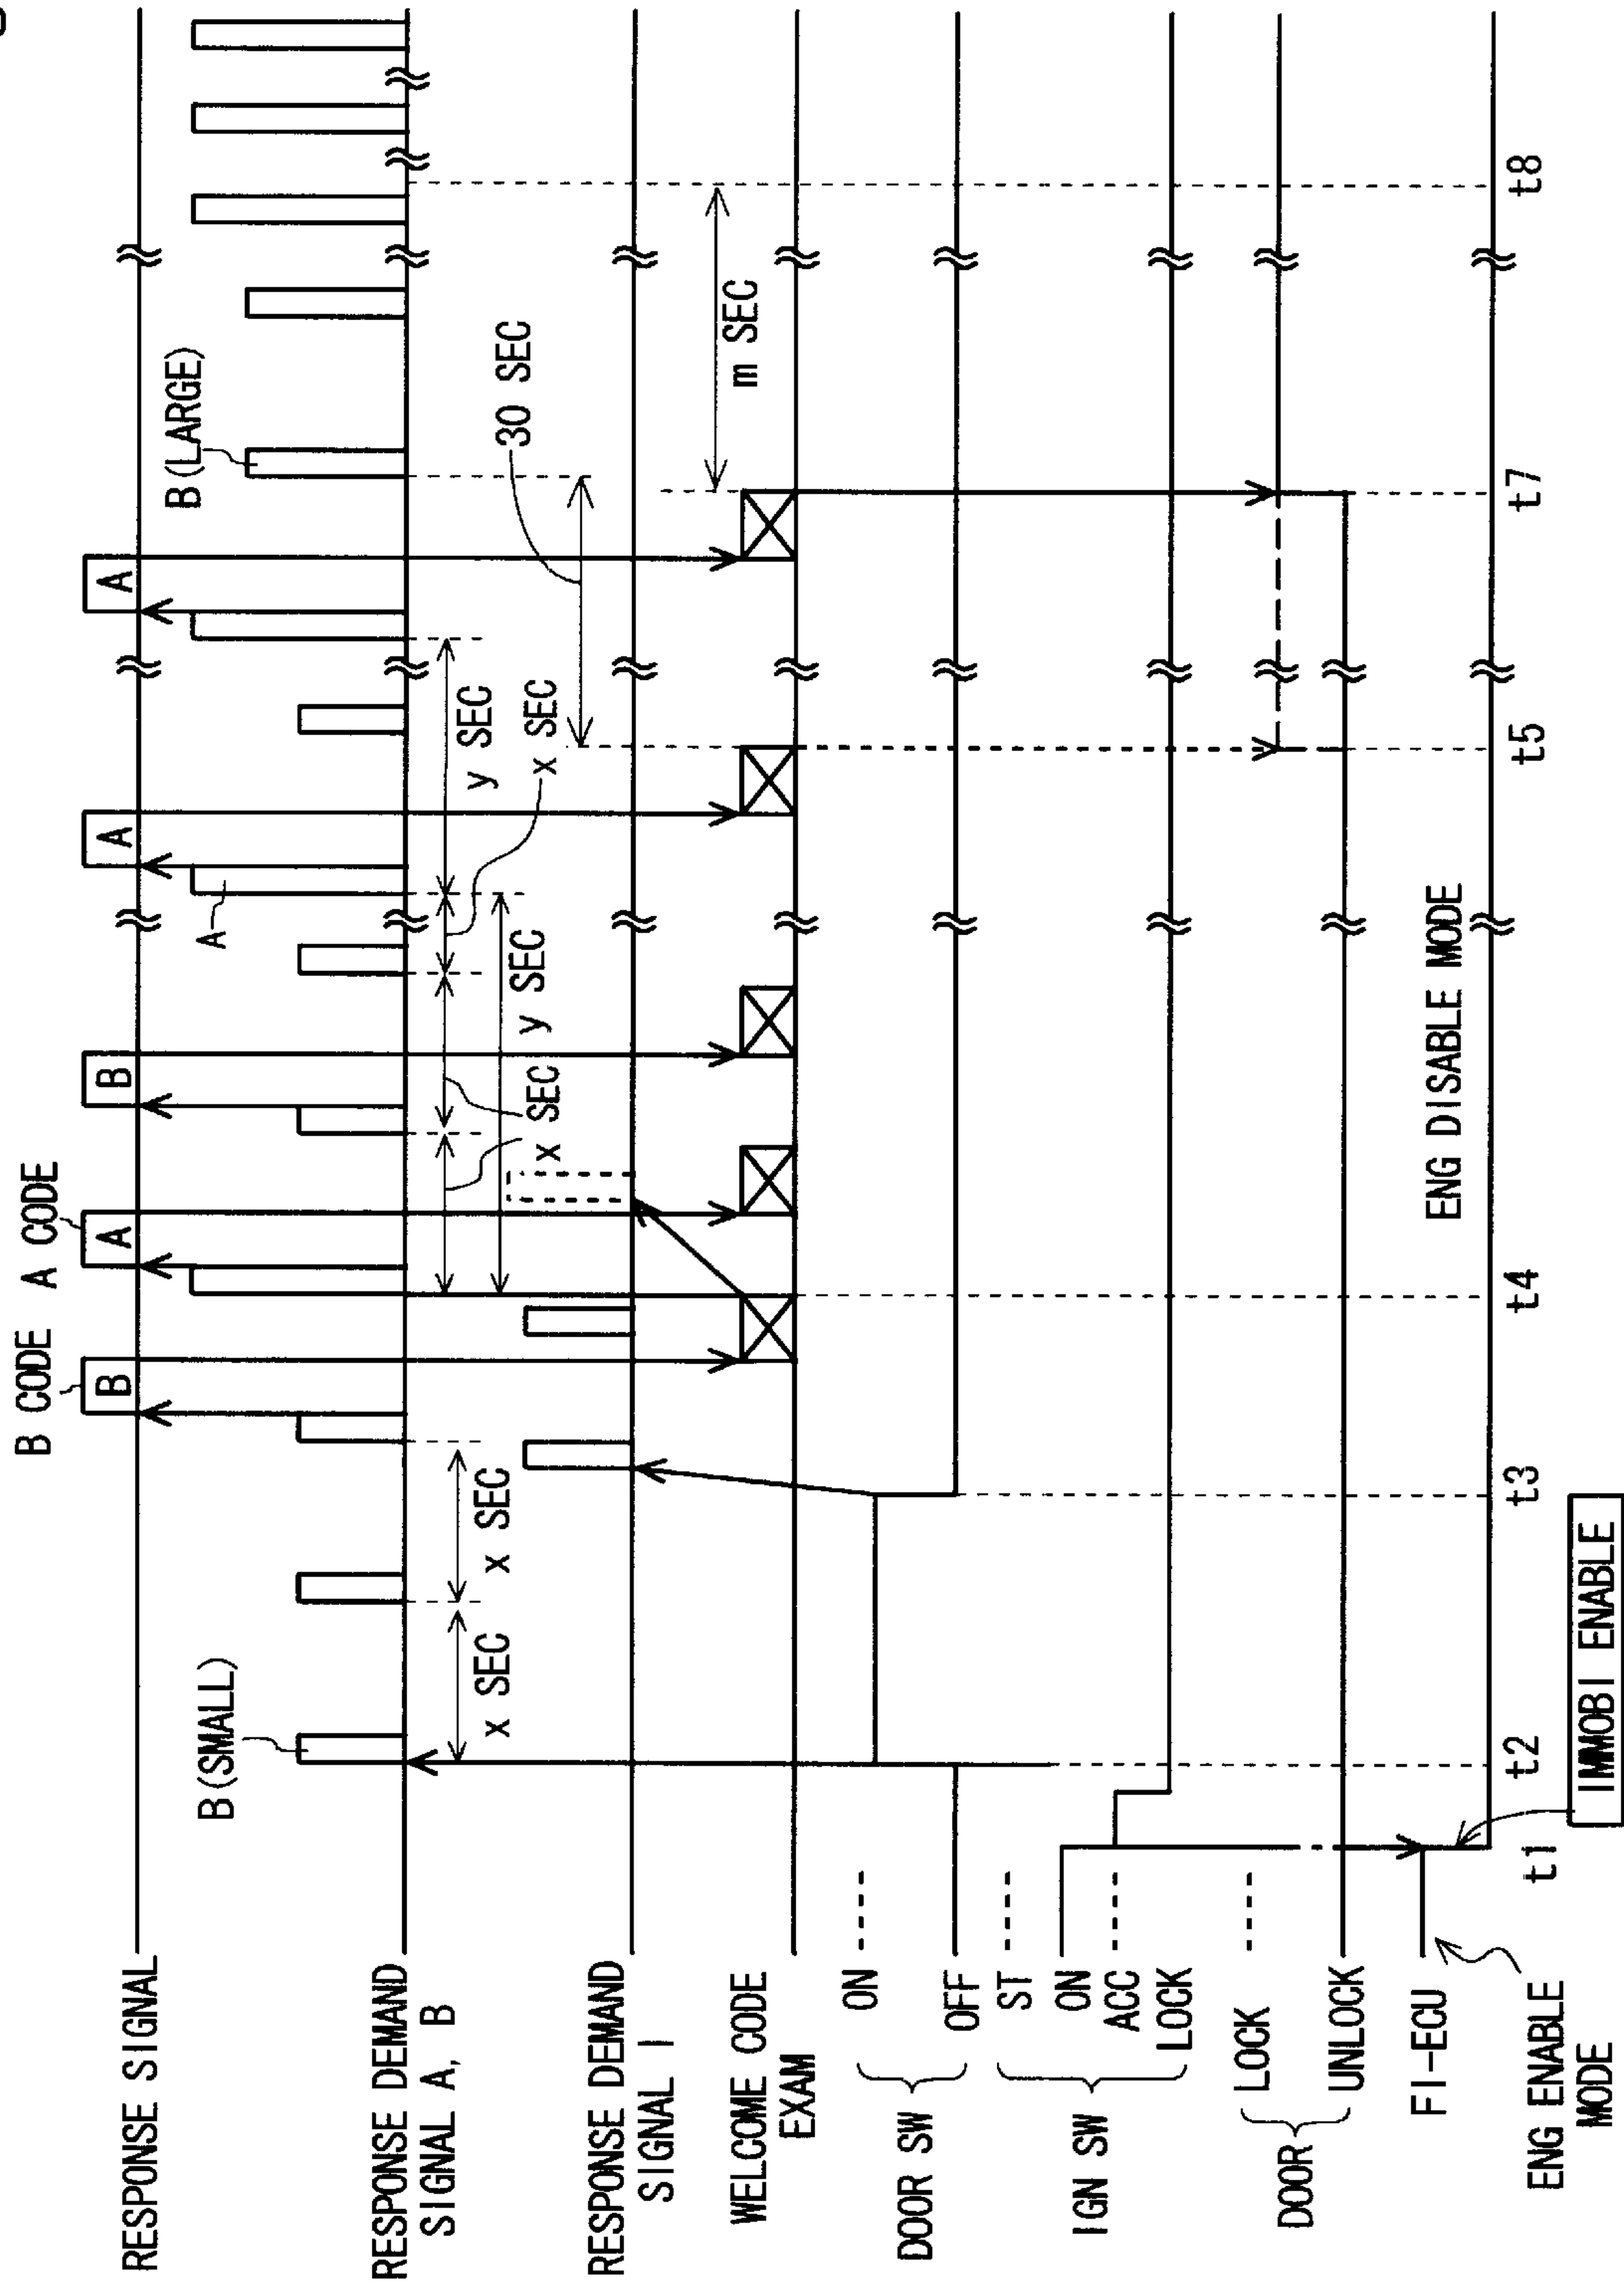 B CODE
A CODE
RESPONSE SIGNAL
B
A
B
A
A
RESPONSE DEMAND
SIGNAL A, B
B(SMALL)
A
B(LARGE)
x SEC
x SEC
x SEC
y SEC
x SEC
y SEC
30 SEC
RESPONSE DEMAND
SIGNAL I
m SEC
WELCOME CODE
EXAM
DOOR SW
ON
OFF
IGN SW
ST
ON
ACC
LOCK
DOOR
LOCK
UNLOCK
FI-ECU
ENG DISABLE MODE
ENG ENABLE
MODE
t1
t2
t3
t4
t5
t7
t8
IMMOBI ENABLE